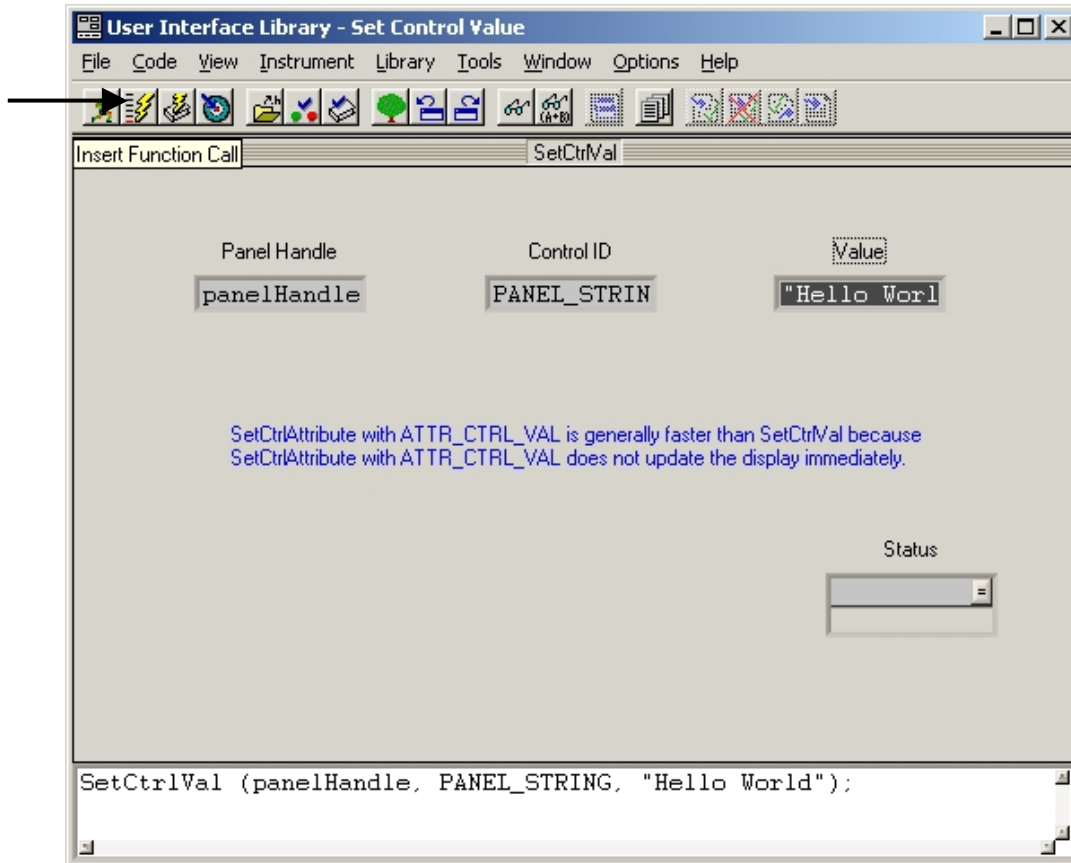 User Interface Library - Set Control Value
File Code View Instrument Library Tools Window Options Help
(A+B)
Insert Function Call
SetCtrlVal
Panel Handle Control ID Value
panelHandle PANEL_STRIN "Hello Worl
SetCtrlAttribute with ATTR_CTRL_VAL is generally faster than SetCtrlVal because
SetCtrlAttribute with ATTR_CTRL_VAL does not update the display immediately.
Status
=
SetCtrlVal (panelHandle, PANEL_STRING, "Hello World");